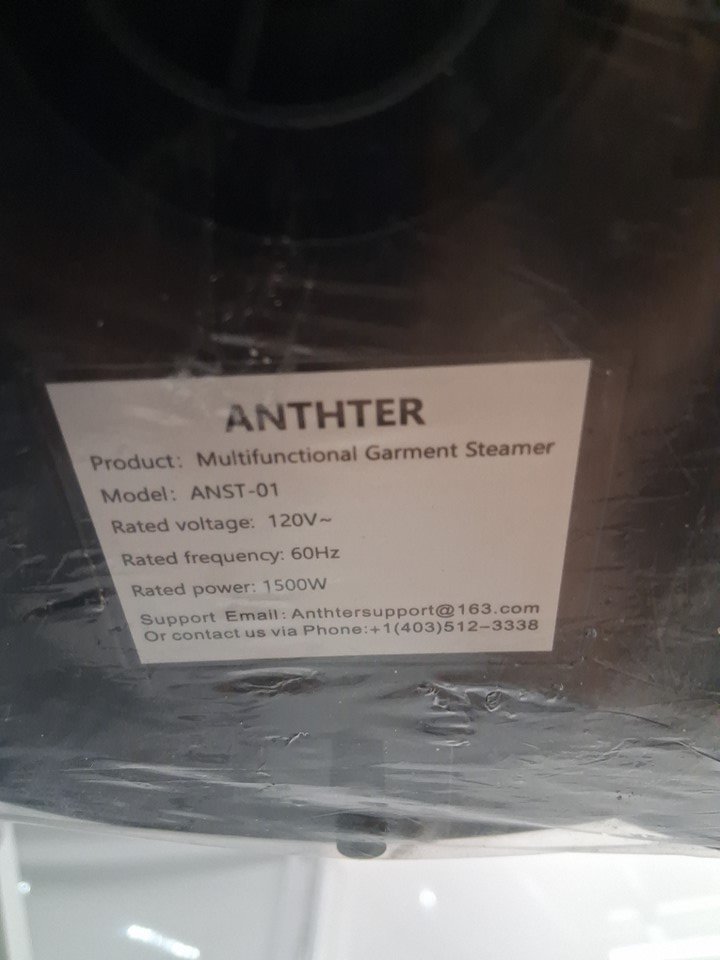 ANTHTER
Product: Multifunctional Garment Steamer
Model: ANST-01
Rated voltage: 120V~
Rated frequency: 60Hz
Rated power: 1500W
Support Email: Anthtersupport@163.com
Or contact us via Phone:+1(403)512-3338